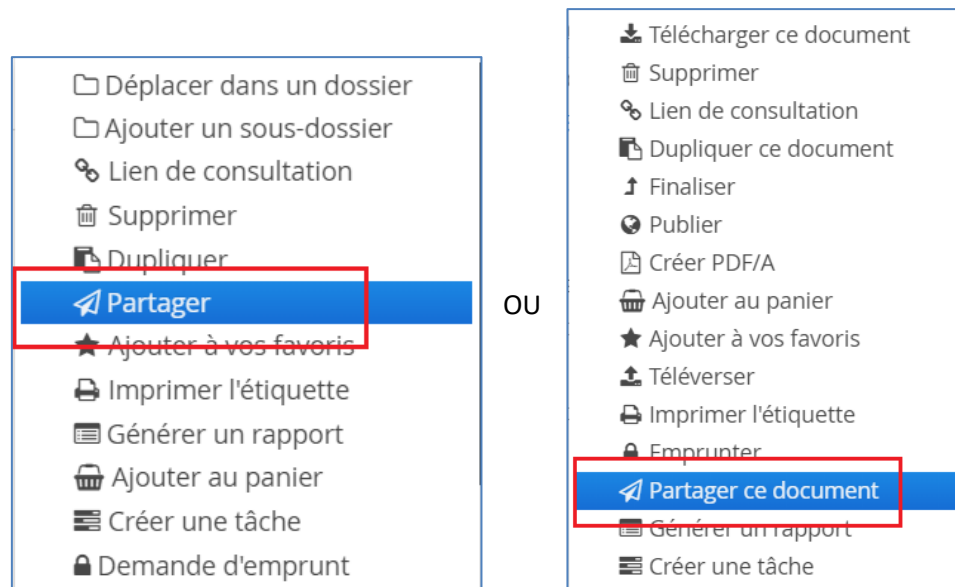 Déplacer dans un dossier
Ajouter un sous-dossier
Lien de consultation
Supprimer
Dupliquer
Partager
Ajouter à vos favoris
Imprimer l'étiquette
Générer un rapport
Ajouter au panier
Créer une tâche
Demande d'emprunt
OU
Télécharger ce document
Supprimer
Lien de consultation
Dupliquer ce document
Finaliser
Publier
Créer PDF/A
Ajouter au panier
Ajouter à vos favoris
Téléverser
Imprimer l'étiquette
Emprunter
Partager ce document
Générer un rapport
Créer une tâche